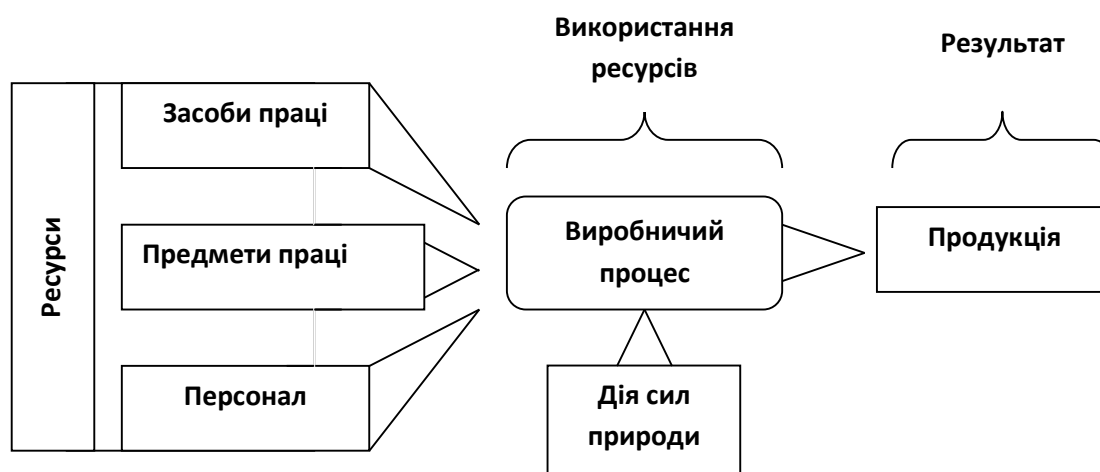 Використання
ресурсів
Результат
Ресурси
Засоби праці
Предмети праці
Персонал
Виробничий
процес
Дія сил
природи
Продукція